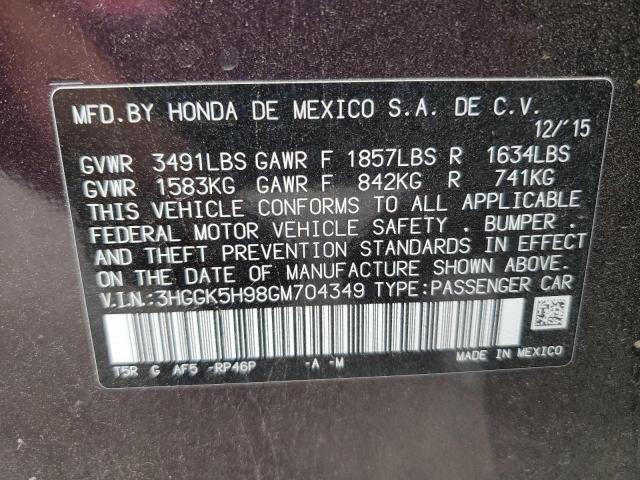 MFD.BY HONDA DE MEXICO S.A. DE C.V.
12/'15
GVWR 3491LBS GAWR F 1857LBS R 1634LBS
GVWR 1583KG GAWR F 842KG R 741KG
THIS VEHICLE CONFORMS TO ALL APPLICABLE
FEDERAL MOTOR VEHICLE SAFETY . BUMPER .
AND THEFT PREVENTION STANDARDS IN EFFECT
ON THE DATE OF MANUFACTURE SHOWN ABOVE.
V.I.N.:3HGGK5H98GM704349 TYPE:PASSENGER CAR
T5R G AF5 -RP46P -A -M
MADE IN MEXICO